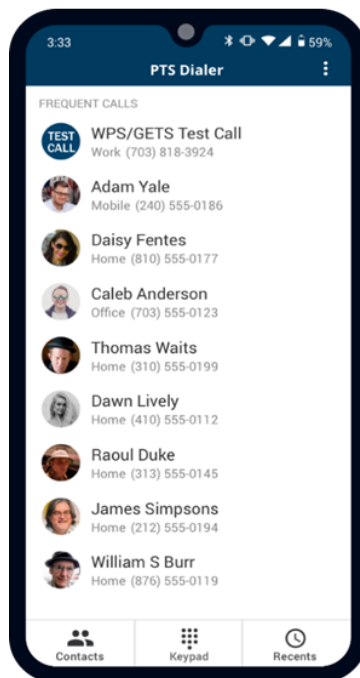 3:33
59%
PTS Dialer
FREQUENT CALLS
TEST
CALL
WPS/GETS Test Call
Work (703) 818-3924
Adam Yale
Mobile (240) 555-0186
Daisy Fentes
Home (810) 555-0177
Caleb Anderson
Office (703) 555-0123
Thomas Waits
Home (310) 555-0199
Dawn Lively
Home (410) 555-0112
Raoul Duke
Home (313) 555-0145
James Simpsons
Home (212) 555-0194
William S Burr
Home (876) 555-0119
Contacts
Keypad
Recents